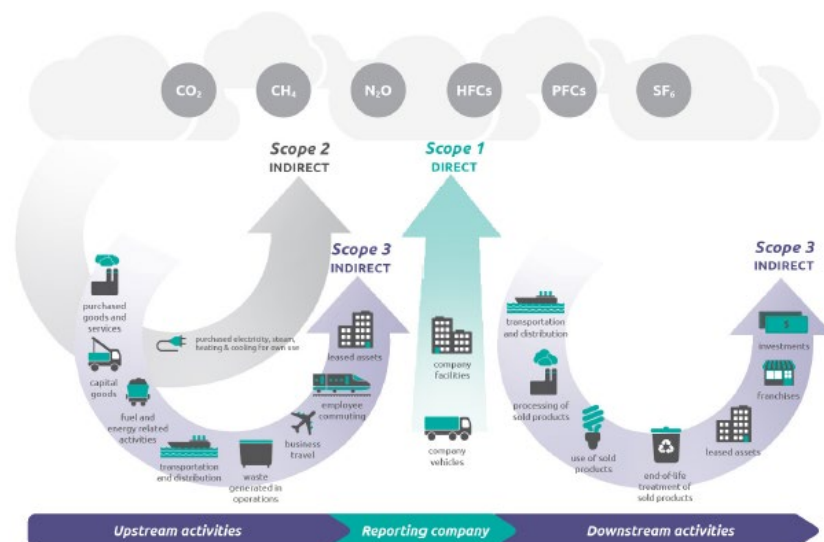 CO₂
CH₄
N₂O
HFCs
PFCs
SF₆
Scope 2
INDIRECT
Scope 1
DIRECT
Scope 3
INDIRECT
Scope 3
INDIRECT
purchased
goods and
services
capital
goods
fuel and
energy related
activities
purchased electricity, steam,
heating & cooling for own use
transportation
and distribution
waste
generated in
operations
business
travel
employee
commuting
leased assets
company
facilities
company
vehicles
transportation
and distribution
processing of
sold products
use of sold
products
end-of-life
treatment of
sold products
leased assets
franchises
$
investments
Upstream activities
Reporting company
Downstream activities